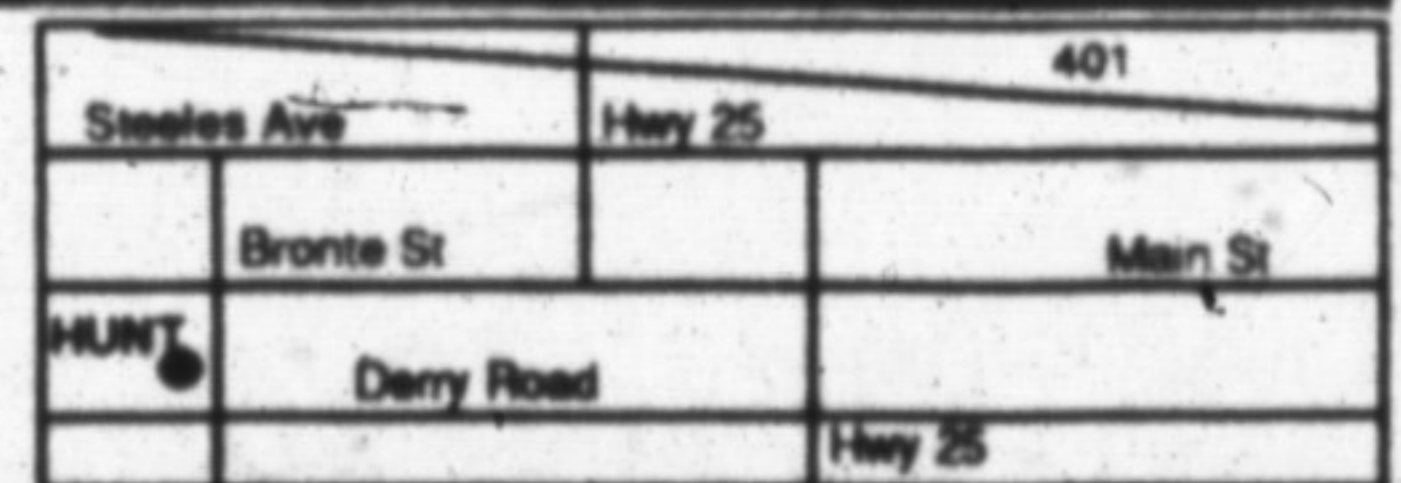 401
Steeles Ave
Hwy 25
Bronte St
Main St
HUNT
Derry Road
Hwy 25